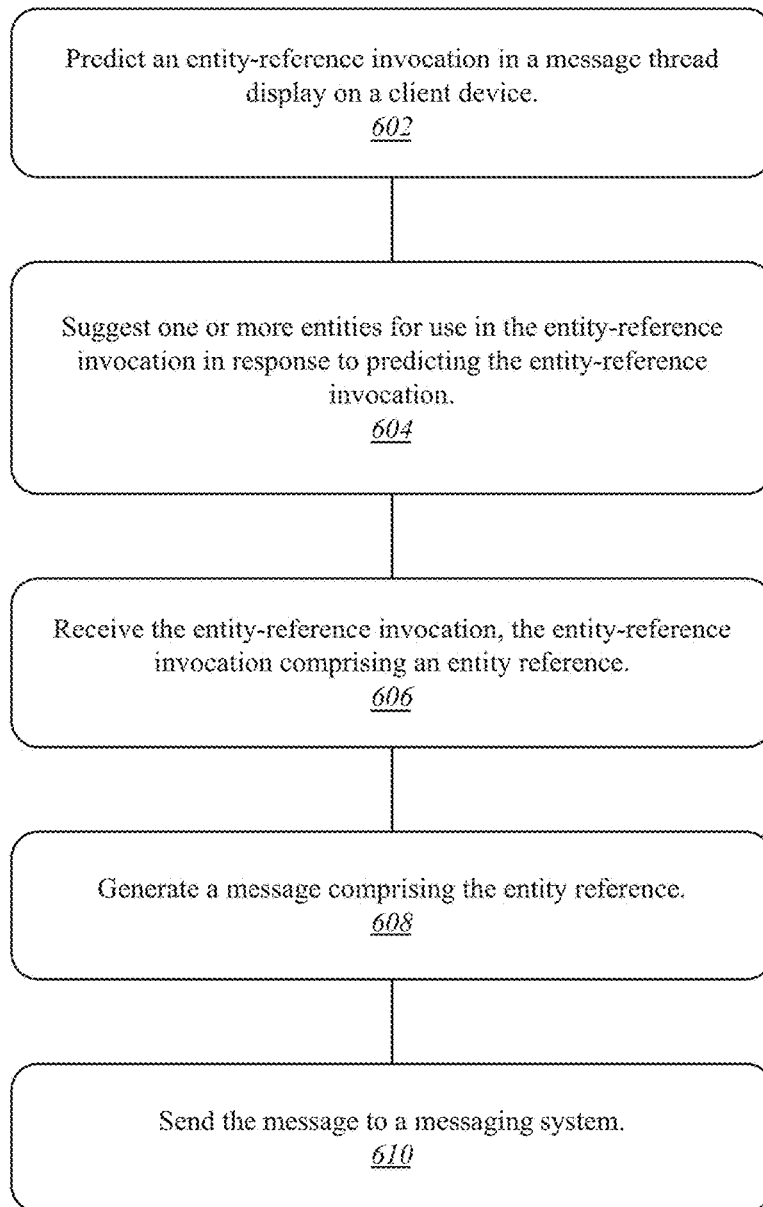 Predict an entity-reference invocation in a message thread
display on a client device.
602
Suggest one or more entities for use in the entity-reference
invocation in response to predicting the entity-reference
invocation.
604
Receive the entity-reference invocation, the entity-reference
invocation comprising an entity reference.
606
Generate a message comprising the entity reference.
608
Send the message to a messaging system.
610